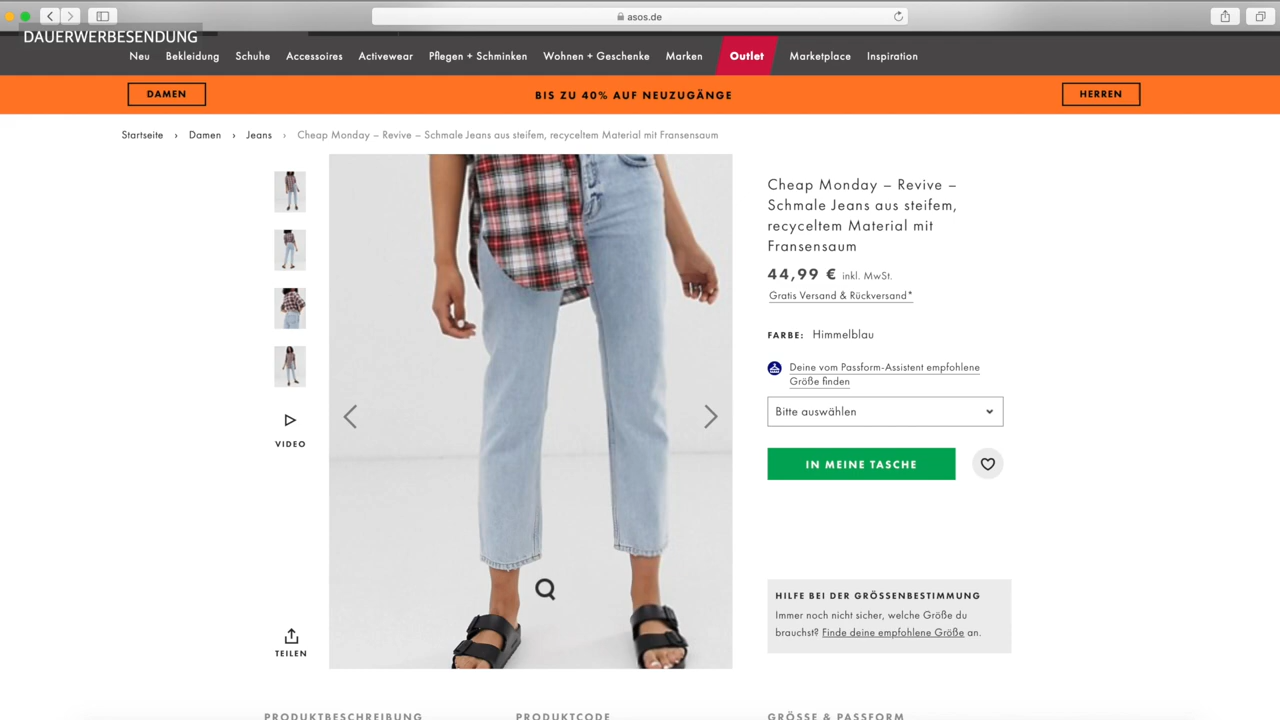 asos.de
DAUERWERBESENDUNG
Neu Bekleidung Schuhe Accessoires Activewear Pflegen + Schminken Wohnen + Geschenke Marken Outlet Marketplace Inspiration
DAMEN
BIS ZU 40% AUF NEUZUGÄNGE
HERREN
Startseite › Damen › Jeans › Cheap Monday – Revive – Schmale Jeans aus steifem, recyceltem Material mit Fransensaum
VIDEO
TEILEN
Cheap Monday – Revive –
Schmale Jeans aus steifem,
recyceltem Material mit
Fransensaum
44,99 € inkl. MwSt.
Gratis Versand & Rückversand*
FARBE: Himmelblau
Deine vom Passform-Assistent empfohlene
Größe finden
Bitte auswählen
IN MEINE TASCHE
HILFE BEI DER GRÖSSENBESTIMMUNG
Immer noch nicht sicher, welche Größe du
brauchst? Finde deine empfohlene Größe an.
PRODUKTBESCHREIBUNG PRODUKTCODE GRÖSSE & PASSFORM